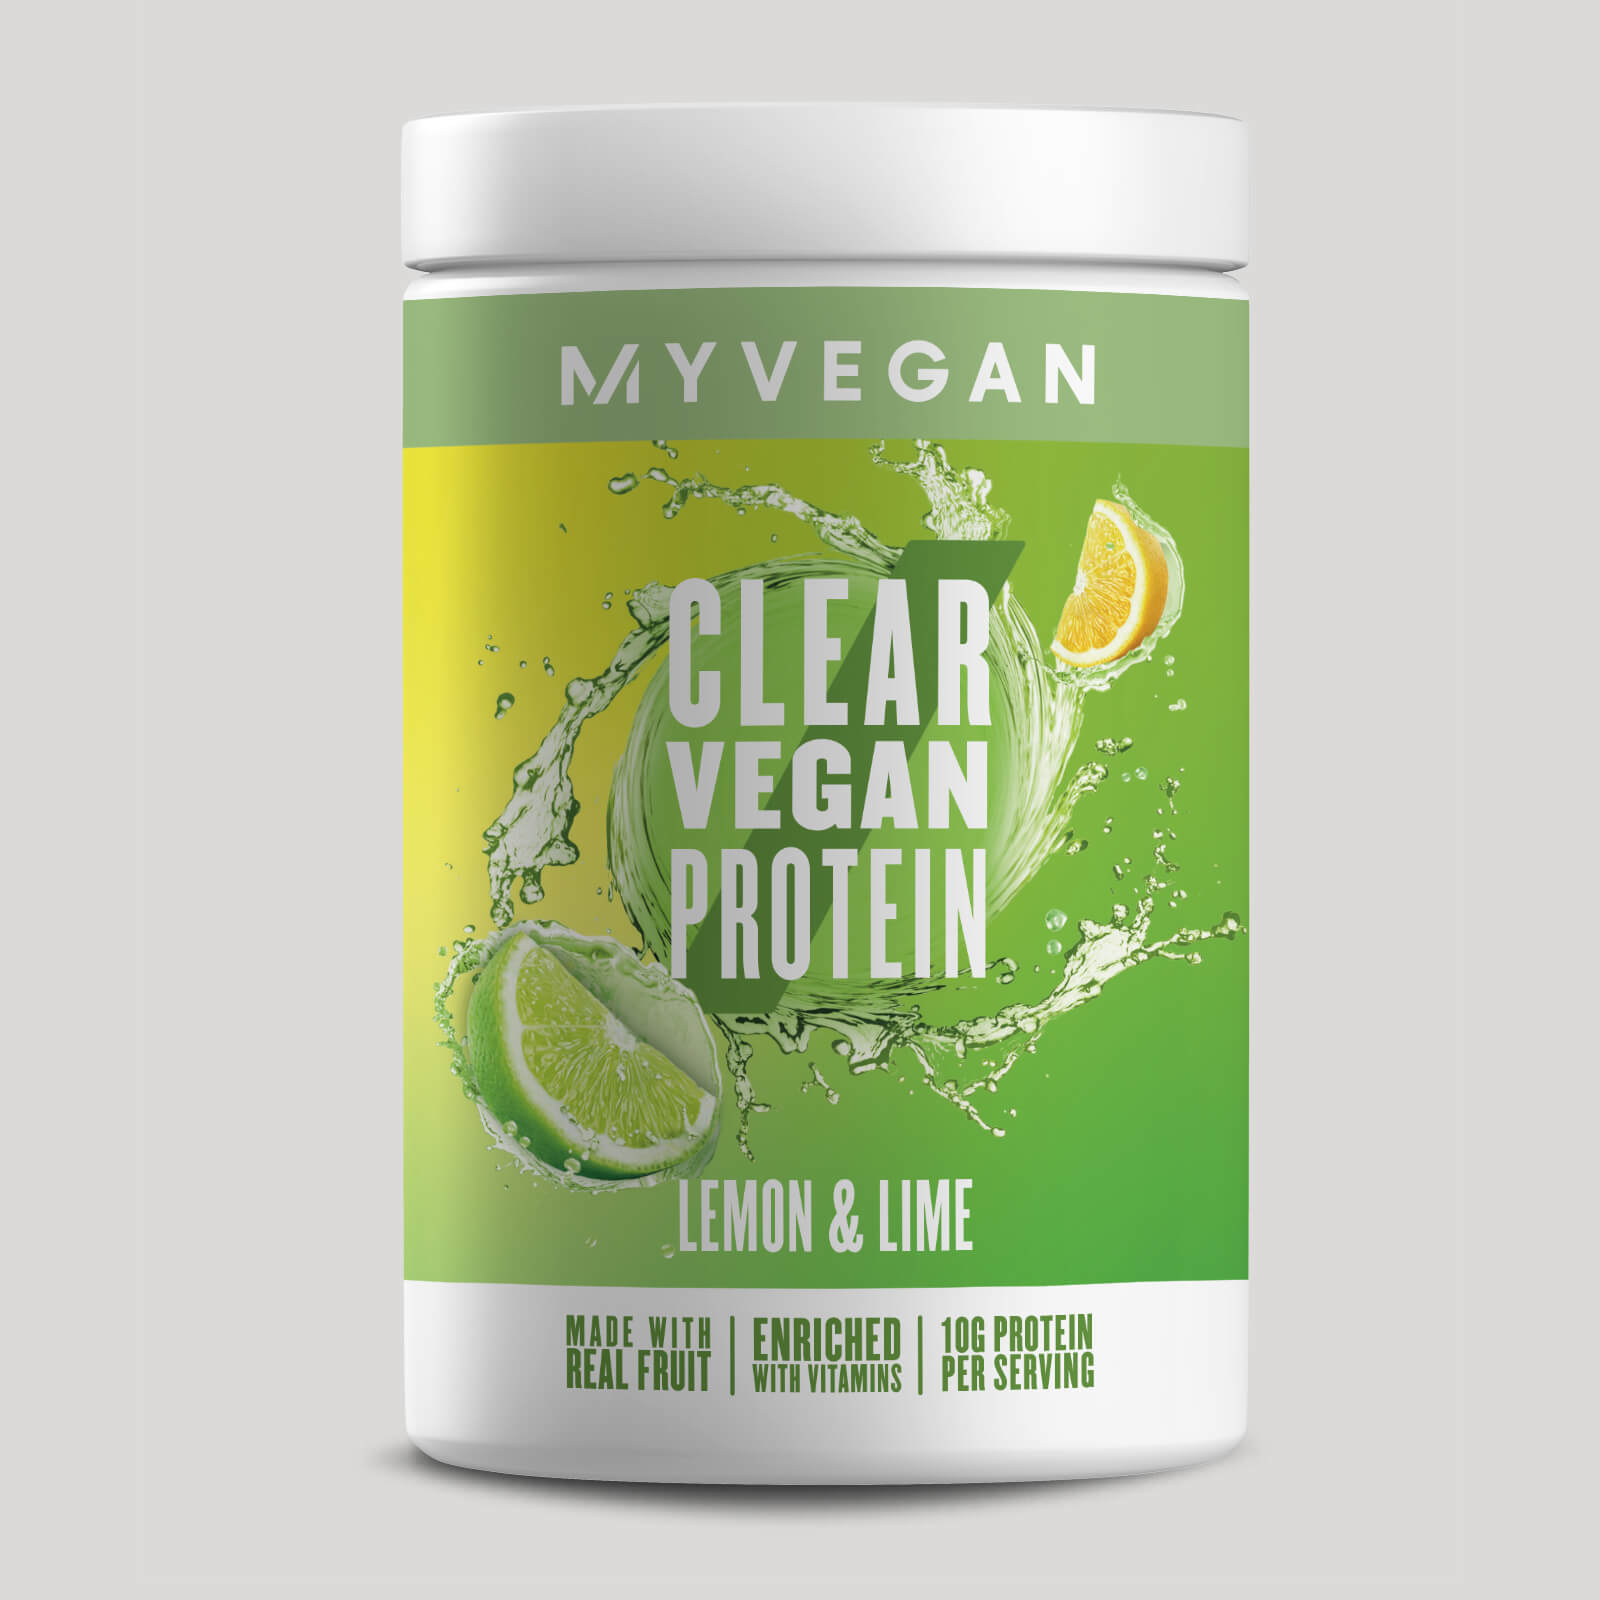 MYVEGAN
CLEAR
VEGAN
PROTEIN
LEMON & LIME
MADE WITH
REAL FRUIT
ENRICHED
WITH VITAMINS
10G PROTEIN
PER SERVING